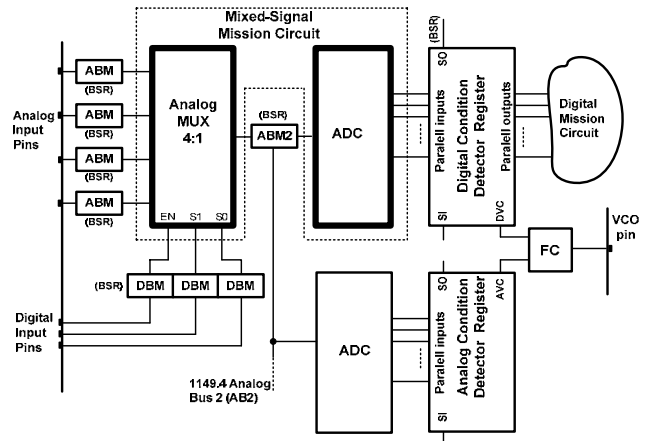 Mixed-Signal
Mission Circuit
ABM
(BSR)
ABM
(BSR)
ABM
(BSR)
ABM
(BSR)
Analog
Input
Pins
Analog
MUX
4:1
EN S1 S0
(BSR)
ABM2
ADC
(BSR)
SO
Paralell inputs
Digital Condition
Detector Register
Paralell outputs
SI
DVC
Digital
Mission
Circuit
VCO
pin
FC
(BSR)
DBM DBM DBM
Digital
Input
Pins
1149.4 Analog
Bus 2 (AB2)
ADC
SO
AVC
Paralell inputs
Analog Condition
Detector Register
SI